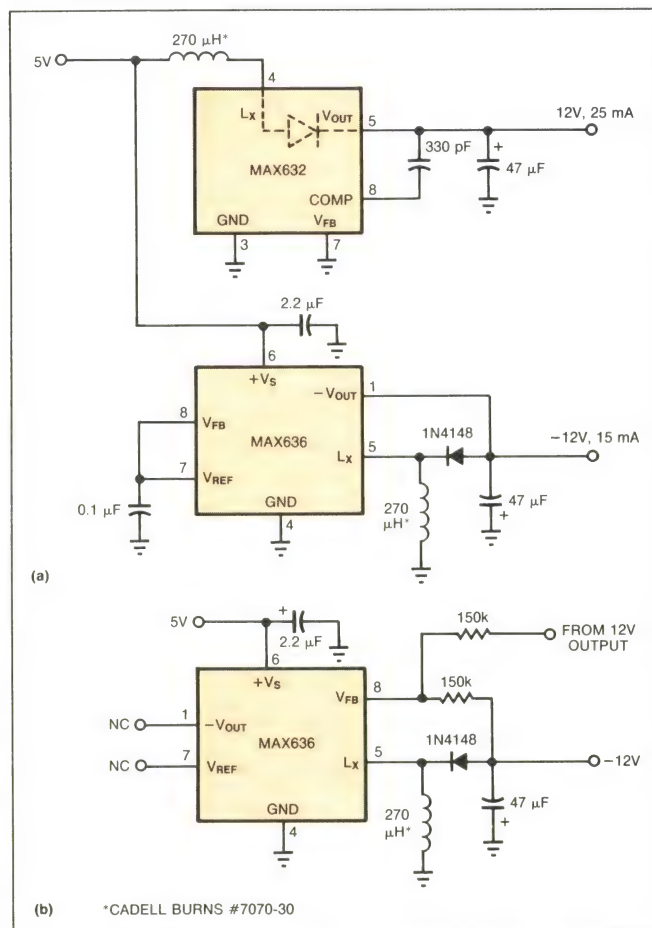 270 μH*
5V
4
LX
VOUT
5
12V, 25 mA
330 pF
+
47 μF
MAX632
COMP
8
GND
VFB
3
7
2.2 μF
6
+VS
-VOUT
1
8
VFB
1N4148
MAX636
LX
5
-12V, 15 mA
7
VREF
0.1 μF
GND
4
270
μH*
47 μF
+
(a)
5V
+
2.2 μF
150k
FROM 12V
OUTPUT
6
+VS
VFB
8
150k
NC
1
-VOUT
1N4148
MAX636
LX
5
-12V
NC
7
VREF
GND
4
270
μH*
47 μF
+
(b)
*CADELL BURNS #7070-30